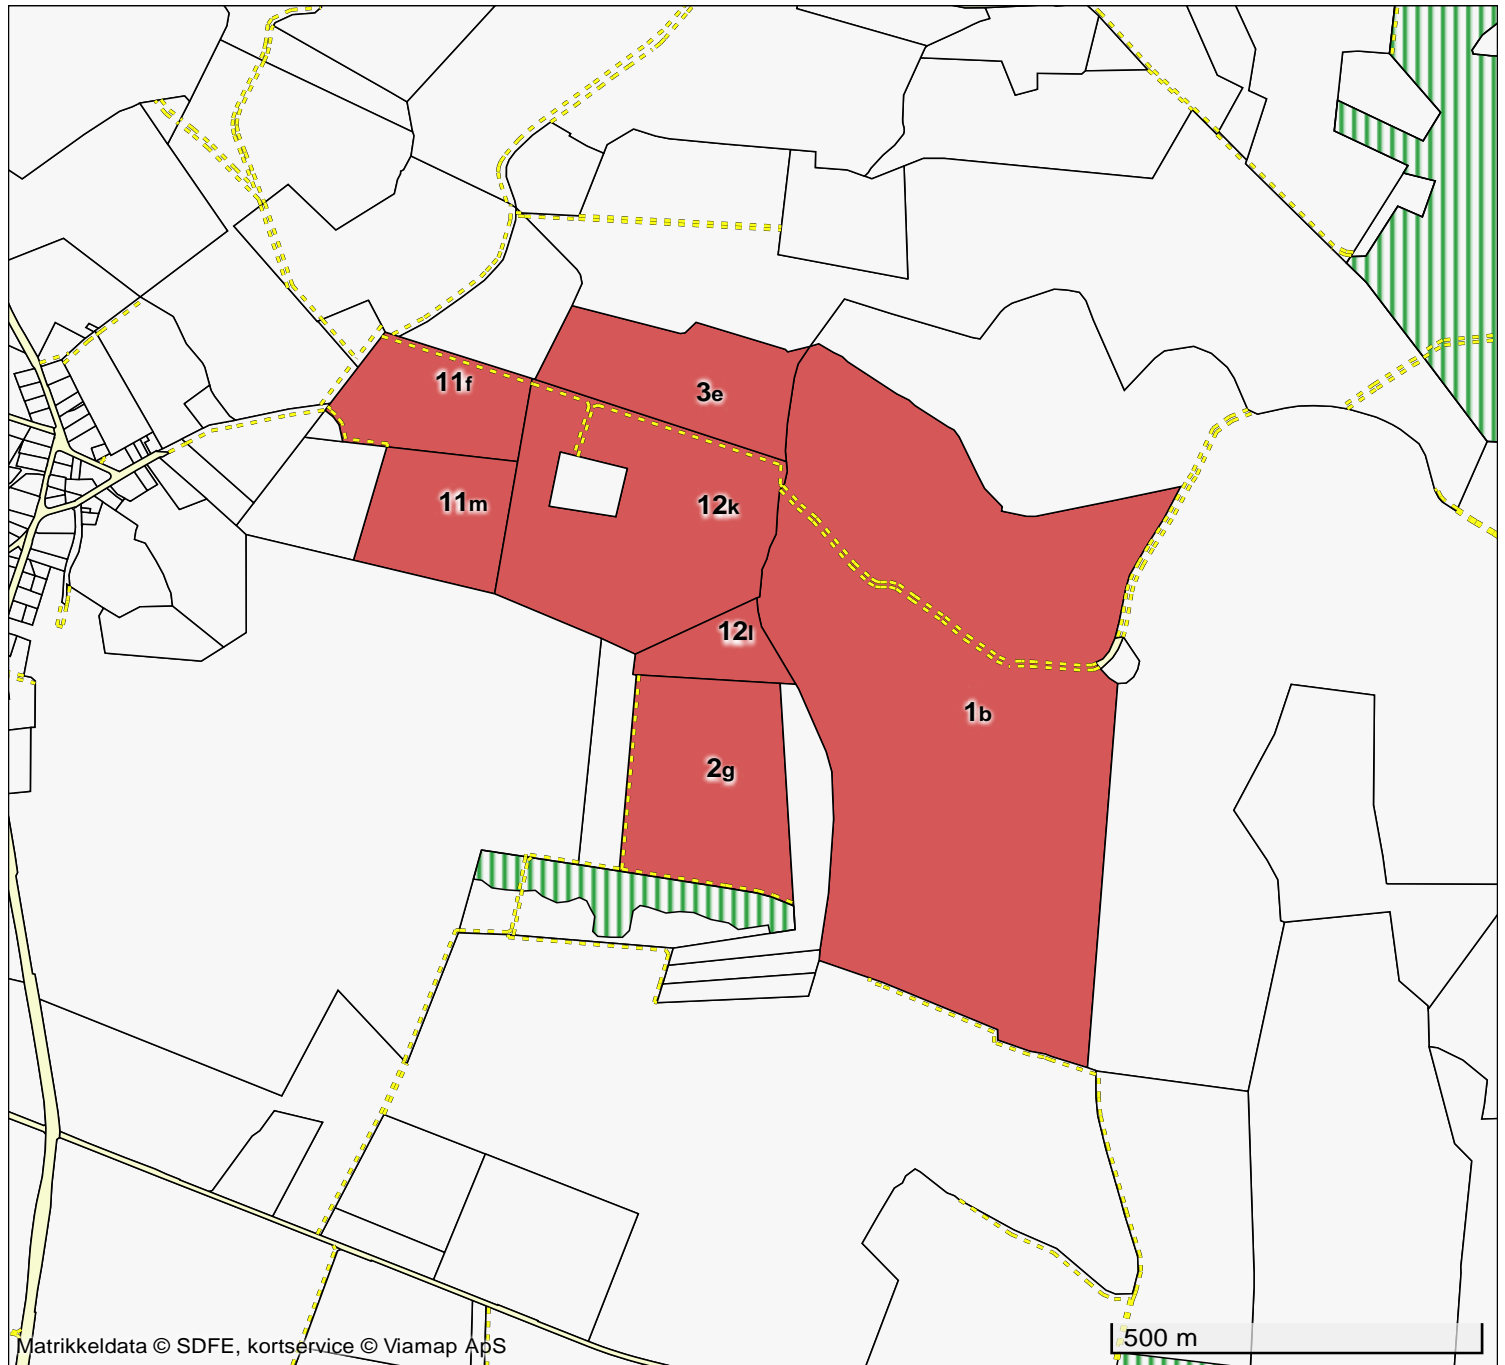 11f
3e
11m
12k
12l
1b
2g
500 m
Matrikkeldata © SDFE, kortservice © Viamap ApS